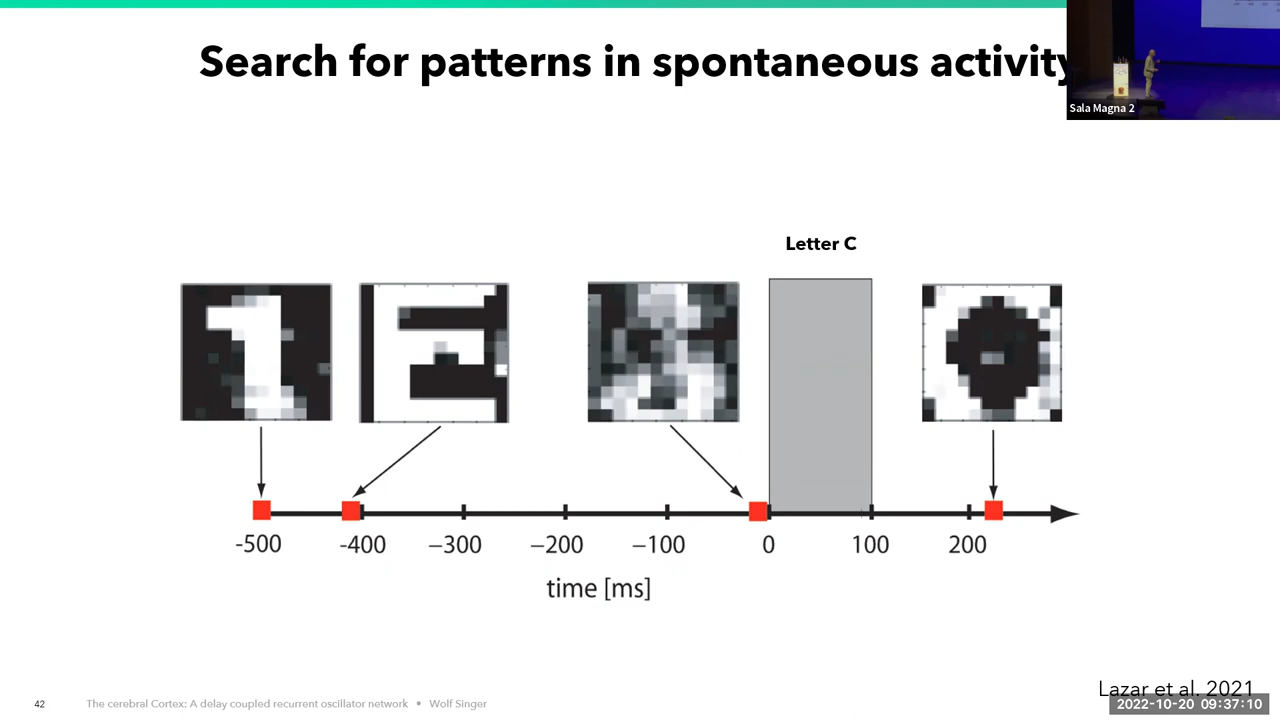 Search for patterns in spontaneous activity
Sala Magna 2
Letter C
-500
-400
−300
−200
−100
0
100
200
time [ms]
Lazar et al. 2021
42
The cerebral Cortex: A delay coupled recurrent oscillator network • Wolf Singer
2022-10-20 09:37:10